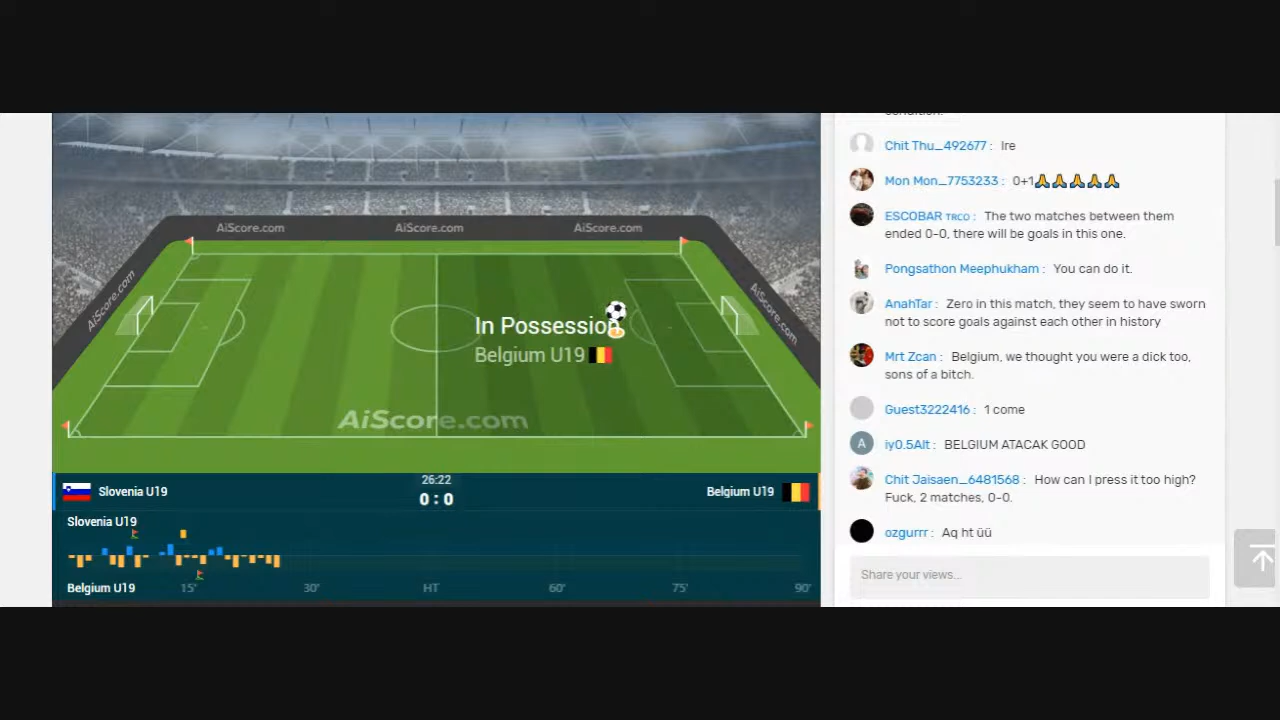 condition.
Chit Thu_492677 : Ire
Mon Mon_7753233 : 0+1🙏🙏🙏🙏🙏
ESCOBAR ᴛʀᴄᴏ : The two matches between them
ended 0-0, there will be goals in this one.
Pongsathon Meephukham : You can do it.
AnahTar : Zero in this match, they seem to have sworn
not to score goals against each other in history
Mrt Zcan : Belgium, we thought you were a dick too,
sons of a bitch.
Guest3222416 : 1 come
A iy0.5Alt : BELGIUM ATACAK GOOD
Chit Jaisaen_6481568 : How can I press it too high?
Fuck, 2 matches, 0-0.
ozgurrr : Aq ht üü
Share your views...
AiScore.com AiScore.com AiScore.com
AiScore.com
AiScore.com
In Possession
Belgium U19
AiScore.com
26:22
Slovenia U19 0 : 0 Belgium U19
Slovenia U19
Belgium U19 15' 30' HT 60' 75' 90'